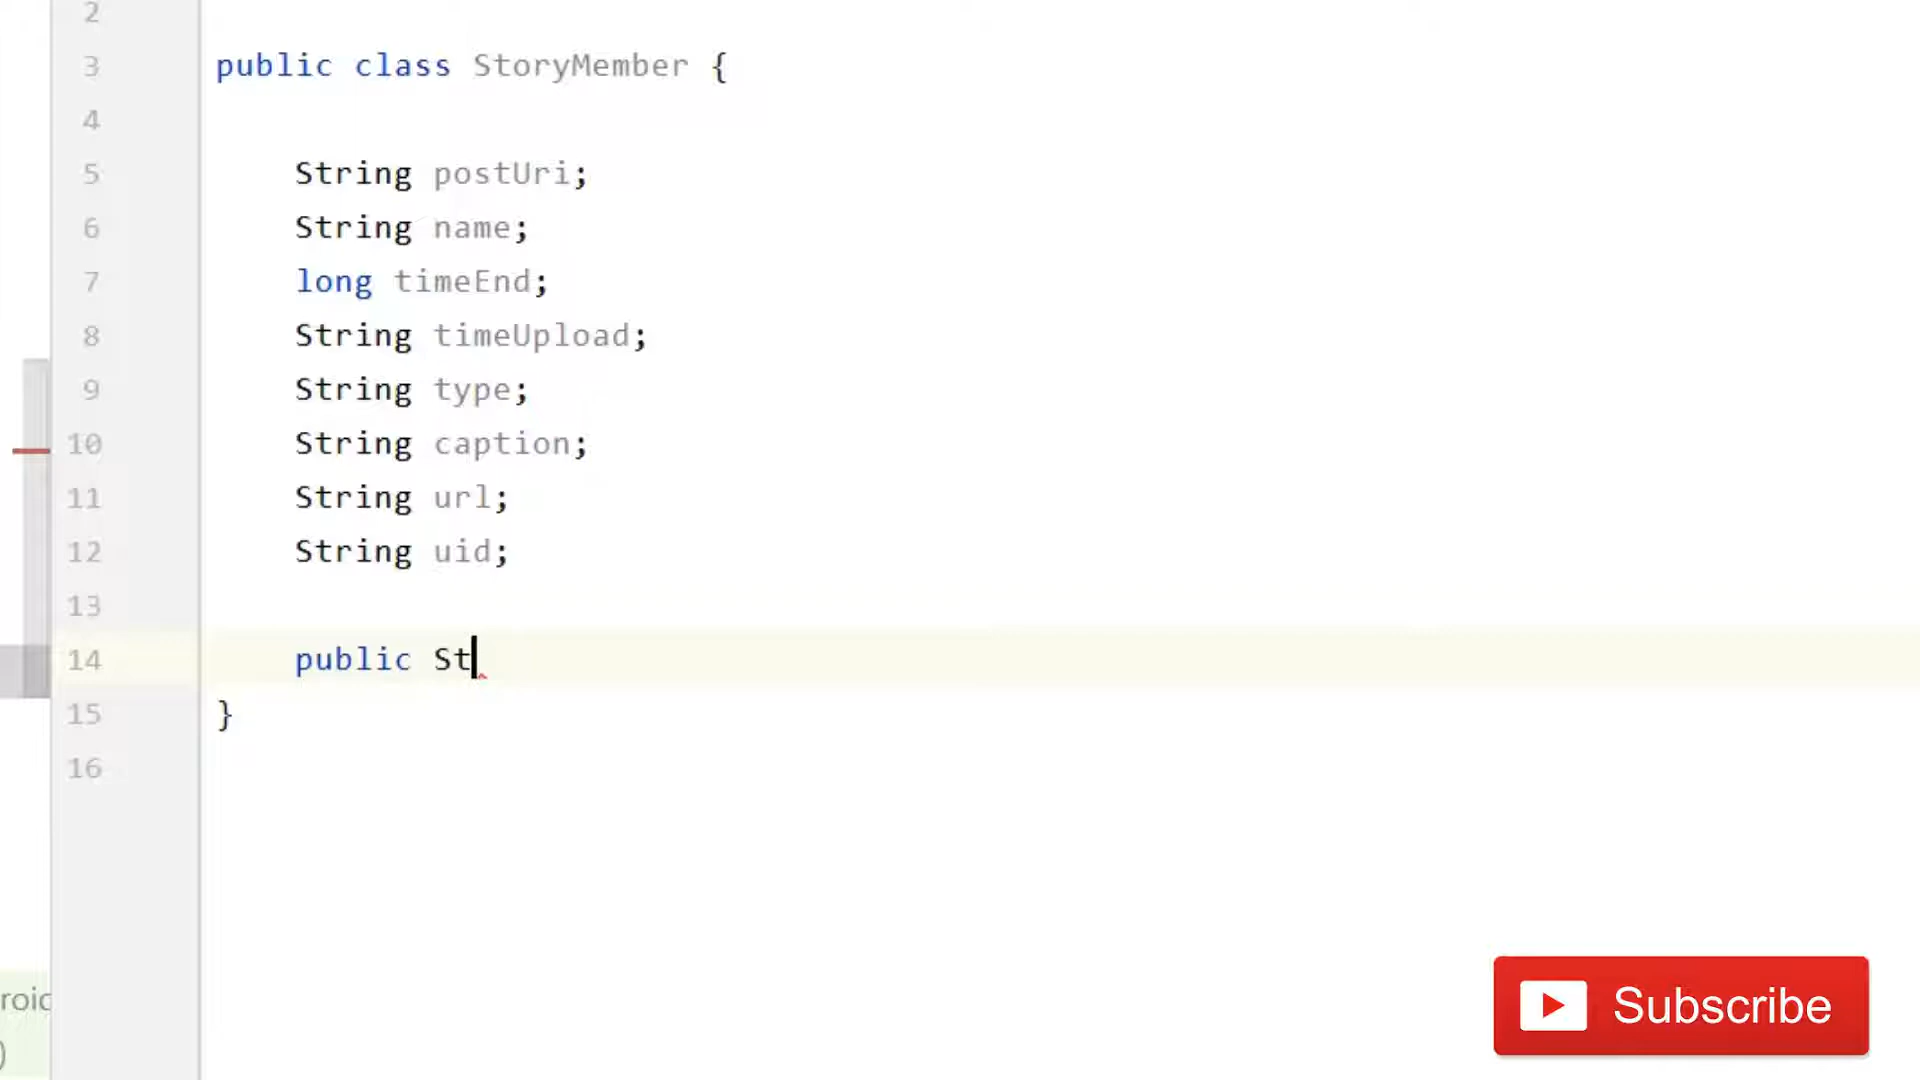 2
3 public class StoryMember {
4
5 String postUri;
6 String name;
7 long timeEnd;
8 String timeUpload;
9 String type;
10 String caption;
11 String url;
12 String uid;
13
14 public St
15 }
16
roid
)
Subscribe